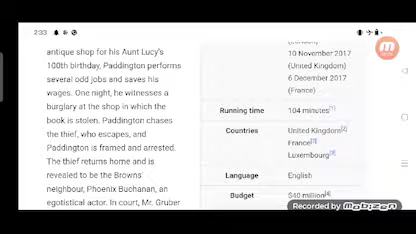 2:33
antique shop for his Aunt Lucy's
100th birthday, Paddington performs
several odd jobs and saves his
wages. One night, he witnesses a
burglary at the shop in which the
book is stolen. Paddington chases
the thief, who escapes, and
Paddington is framed and arrested.
The thief returns home and is
revealed to be the Browns'
neighbour, Phoenix Buchanan, an
egotistical actor. In court, Mr. Gruber
(London)
10 November 2017
(United Kingdom)
6 December 2017
(France)
Running time 104 minutes[1]
Countries United Kingdom[2]
France[2]
Luxembourg[3]
Language English
Budget $40 million[4]
Recorded by mobizen